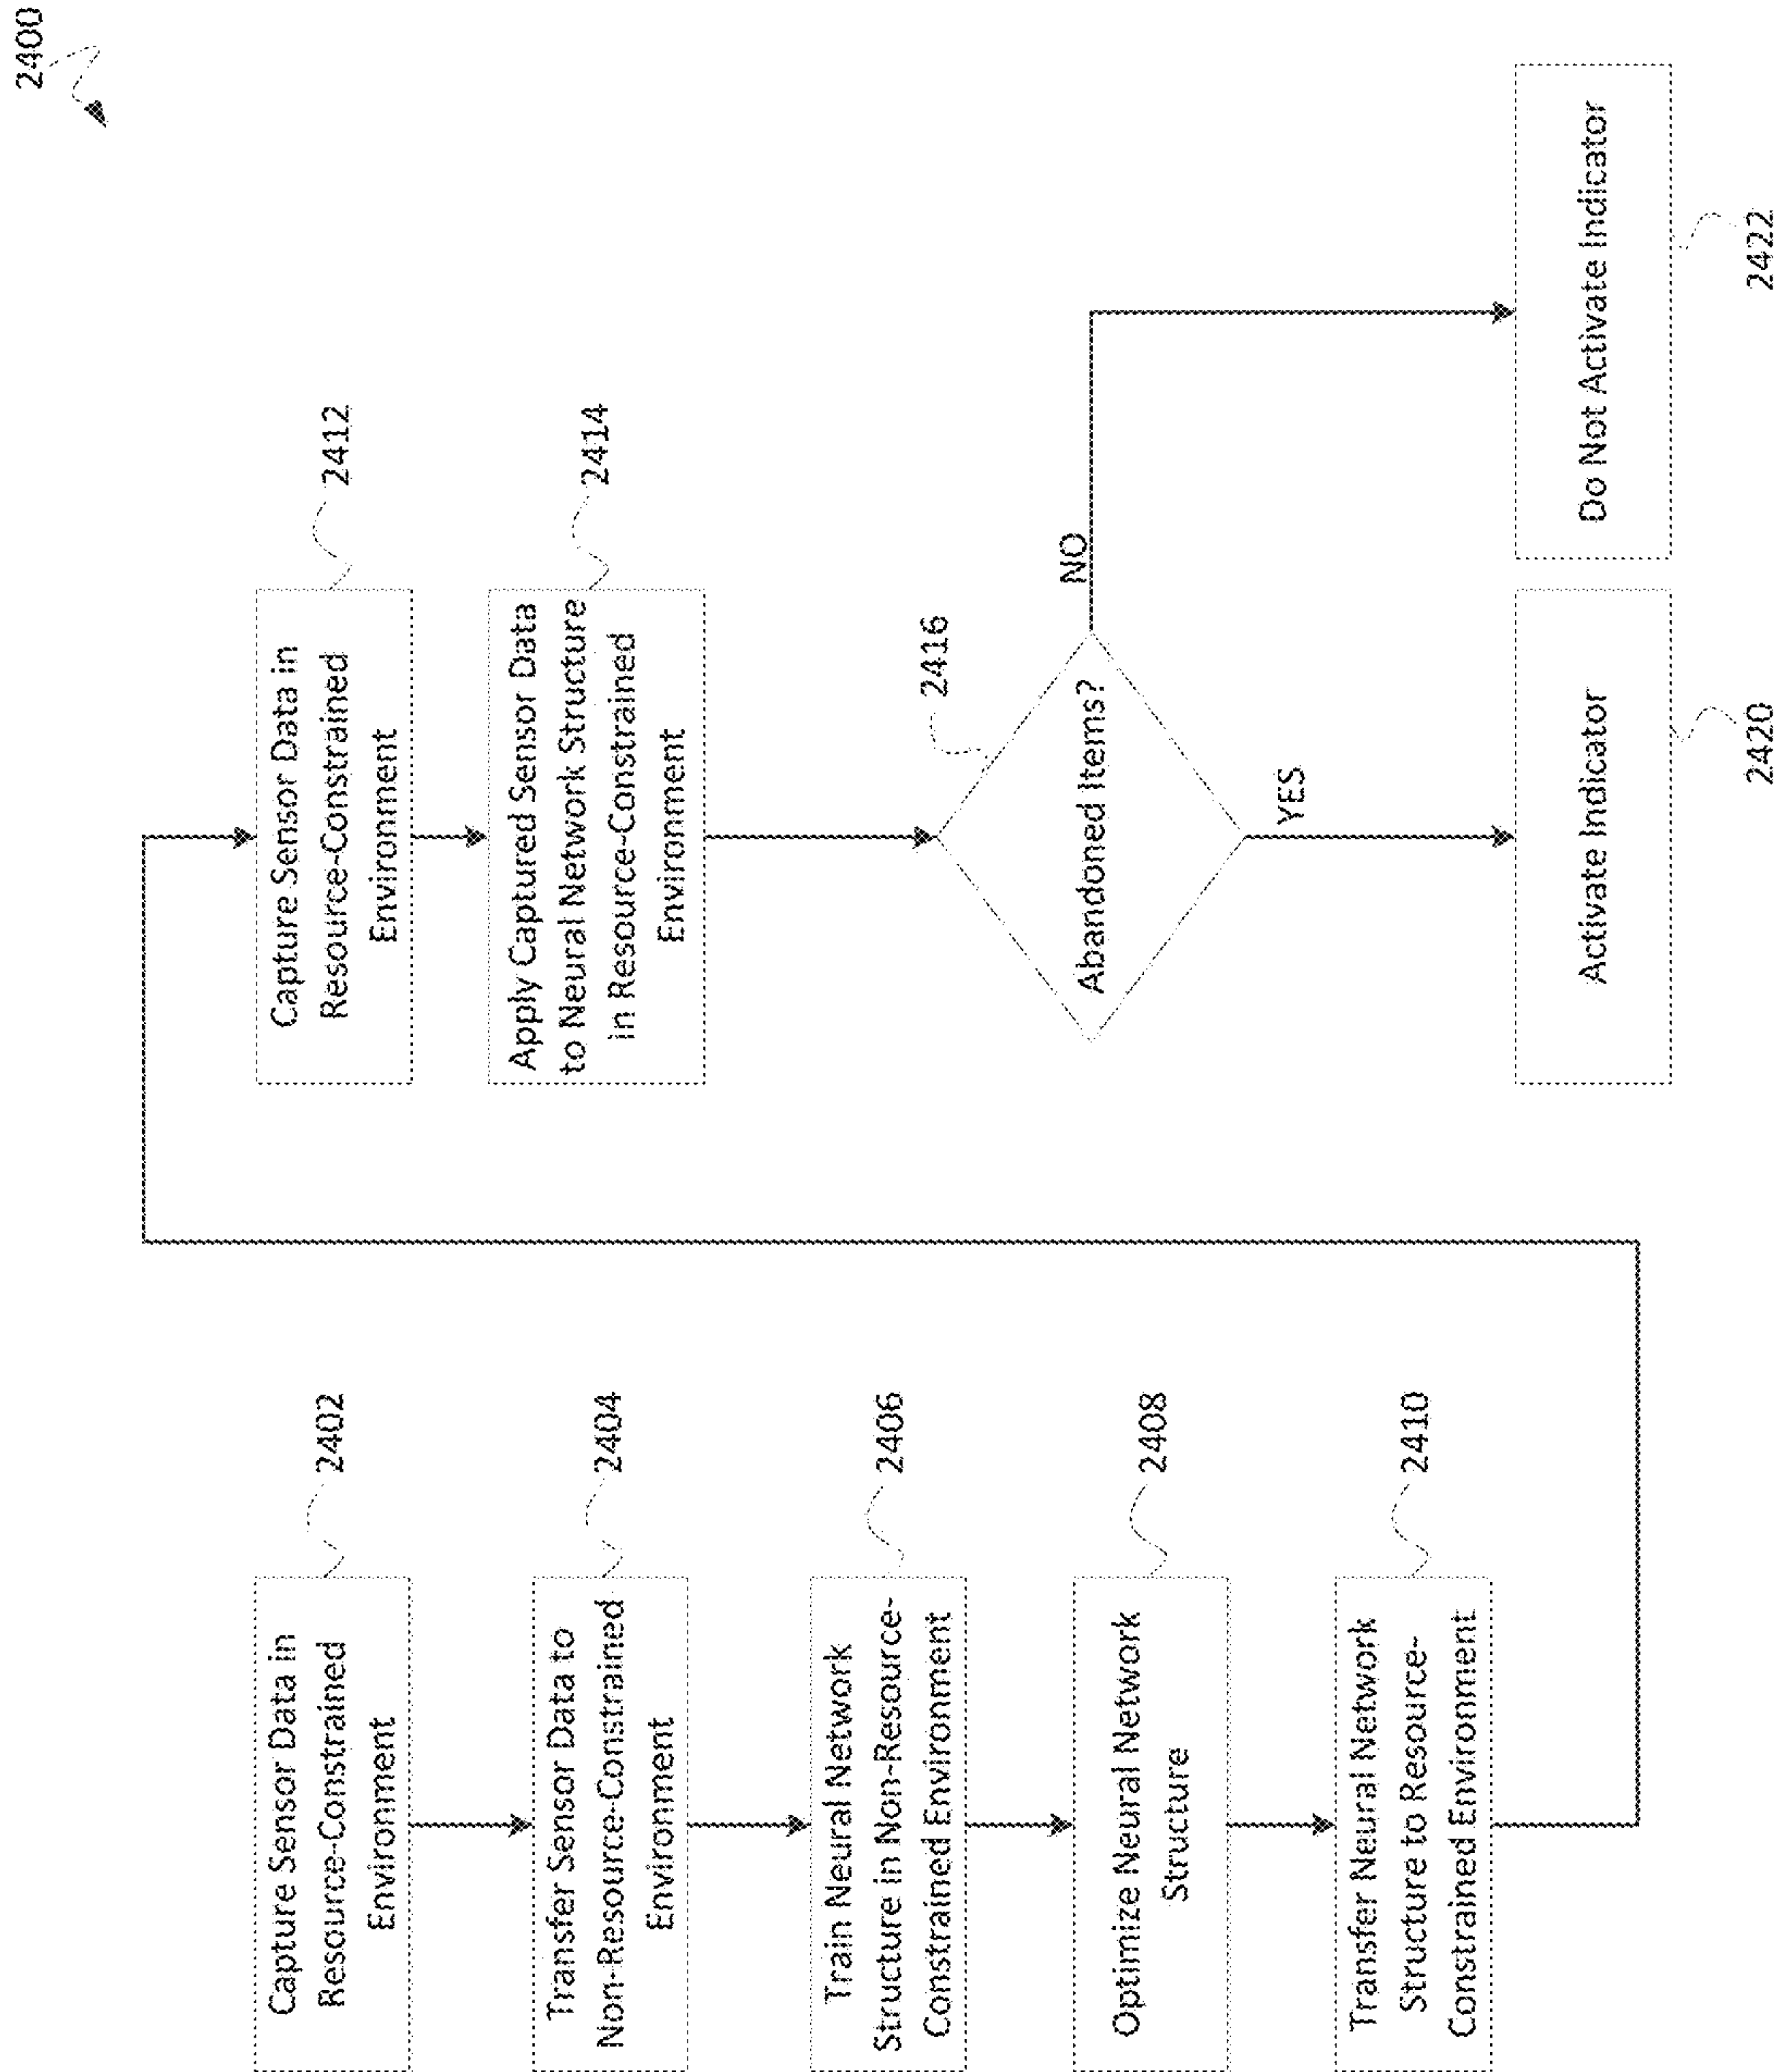 2400
Capture Sensor Data in
Resource-Constrained
Environment
2402
Transfer Sensor Data to
Non-Resource-Constrained
Environment
2404
Train Neural Network
Structure in Non-Resource-
Constrained Environment
2406
Optimize Neural Network
Structure
2408
Transfer Neural Network
Structure to Resource-
Constrained Environment
2410
Capture Sensor Data in
Resource-Constrained
Environment
2412
Apply Captured Sensor Data
to Neural Network Structure
in Resource-Constrained
Environment
2414
Abandoned Items?
2416
NO
YES
Activate Indicator
2420
Do Not Activate Indicator
2422